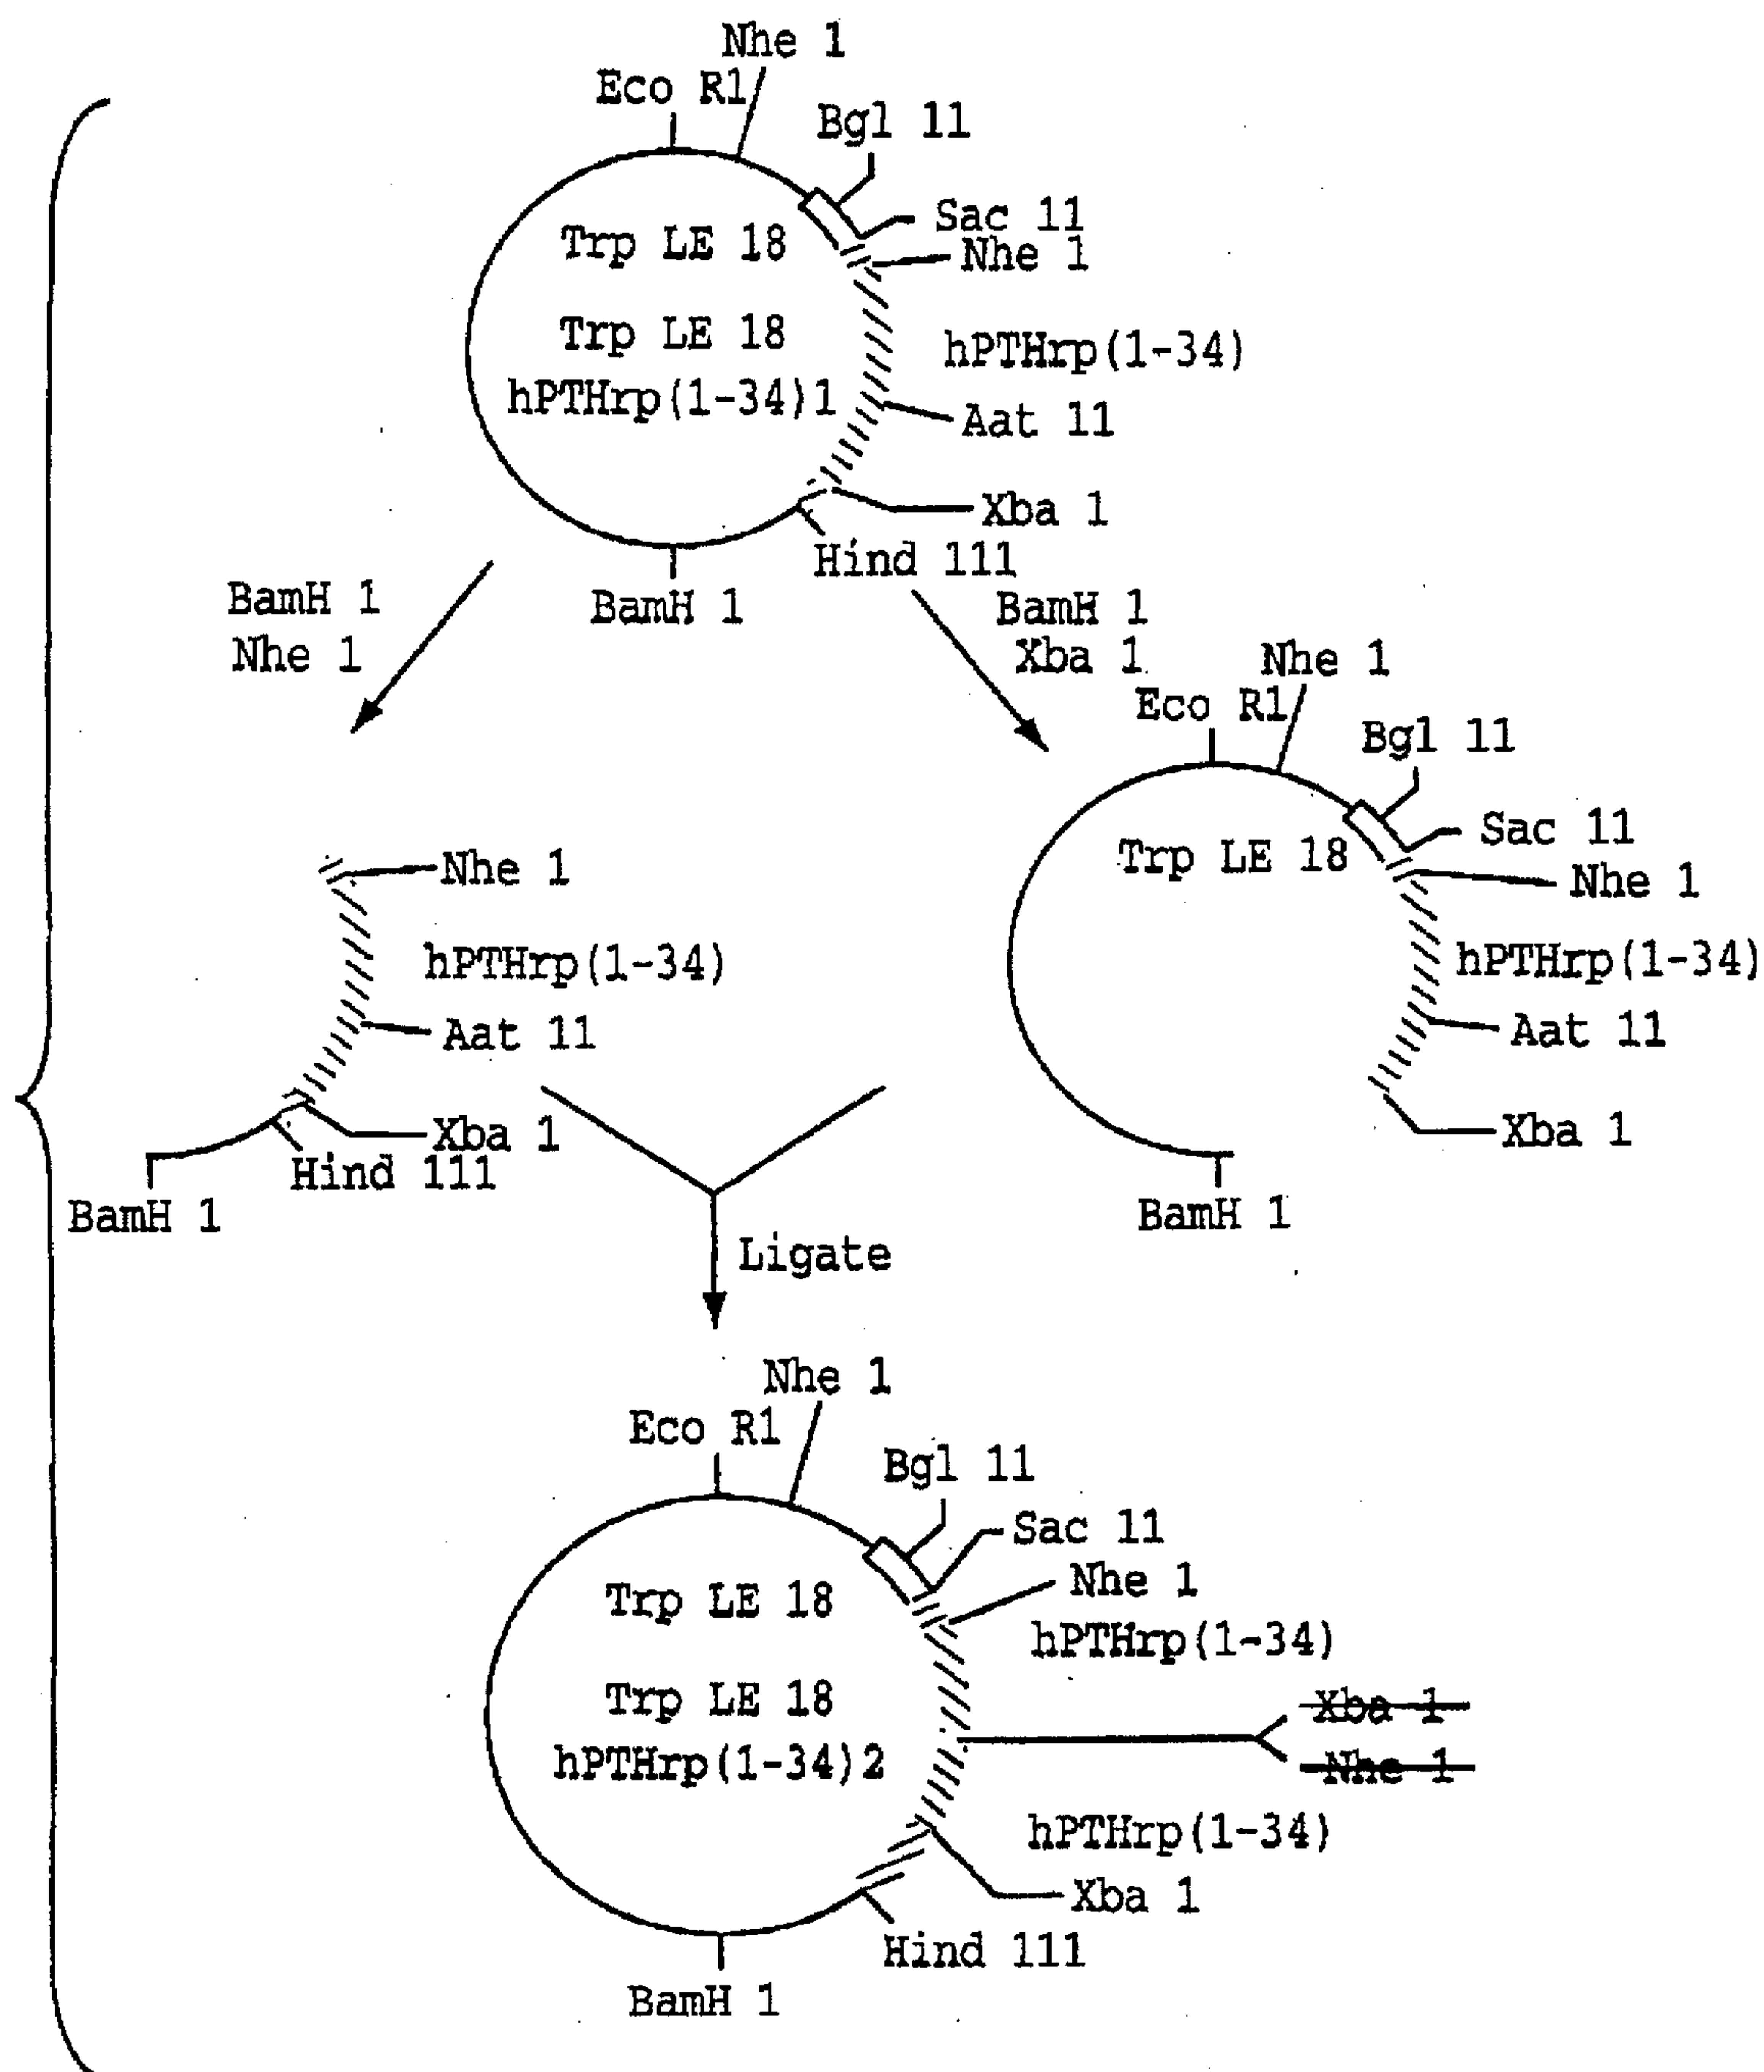 Nhe 1
Eco R1
Bgl 11
Sac 11
Nhe 1
Trp LE 18
Trp LE 18
hPTHrp(1-34)1
hPTHrp(1-34)
Aat 11
Xba 1
Hind 111
BamH 1
BamH 1
Nhe 1
BamH 1
Xba 1
Nhe 1
Eco R1
Bgl 11
Sac 11
Trp LE 18
Nhe 1
hPTHrp(1-34)
Aat 11
Xba 1
BamH 1
Nhe 1
hPTHrp(1-34)
Aat 11
Xba 1
Hind 111
BamH 1
Ligate
Nhe 1
Eco R1
Bgl 11
Sac 11
Nhe 1
hPTHrp(1-34)
Trp LE 18
Trp LE 18
hPTHrp(1-34)2
Xba 1
Nhe 1
hPTHrp(1-34)
Xba 1
Hind 111
BamH 1